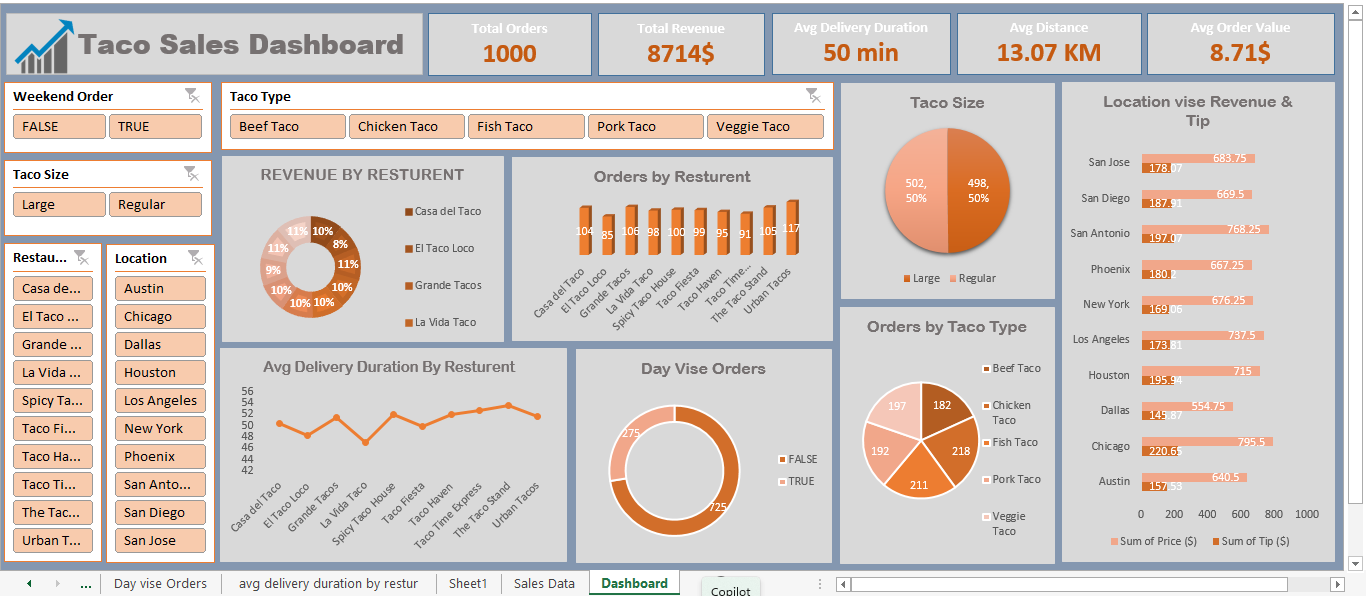 Taco Sales Dashboard
Total Orders
1000
Total Revenue
8714$
Avg Delivery Duration
50 min
Avg Distance
13.07 KM
Avg Order Value
8.71$
Weekend Order
FALSE
TRUE
Taco Type
Beef Taco
Chicken Taco
Fish Taco
Pork Taco
Veggie Taco
Taco Size
Large
Regular
Restau...
Casa de...
El Taco ...
Grande ...
La Vida ...
Spicy Ta...
Taco Fi...
Taco Ha...
Taco Ti...
The Tac...
Urban T...
Location
Austin
Chicago
Dallas
Houston
Los Angeles
New York
Phoenix
San Anto...
San Diego
San Jose
REVENUE BY RESTURENT
10%
8%
11%
10%
10%
10%
10%
9%
11%
11%
Casa del Taco
El Taco Loco
Grande Tacos
La Vida Taco
Orders by Resturent
104
85
106
98
100
99
95
91
105
117
Casa del Taco
El Taco Loco
Grande Tacos
La Vida Taco
Spicy Taco House
Taco Fiesta
Taco Haven
Taco Time...
The Taco Stand
Urban Tacos
Avg Delivery Duration By Resturent
56
54
52
50
48
46
44
42
Casa del Taco
El Taco Loco
Grande Tacos
La Vida Taco
Spicy Taco House
Taco Fiesta
Taco Haven
Taco Time Express
The Taco Stand
Urban Tacos
Day Vise Orders
275
725
FALSE
TRUE
Taco Size
502,
50%
498,
50%
Large
Regular
Orders by Taco Type
197
182
192
218
211
Beef Taco
Chicken
Taco
Fish Taco
Pork Taco
Veggie
Taco
Location vise Revenue &
Tip
San Jose
683.75
178.07
San Diego
669.5
187.91
San Antonio
768.25
197.07
Phoenix
667.25
180.2
New York
676.25
169.06
Los Angeles
737.5
173.81
Houston
715
195.94
Dallas
554.75
Chicago
795.5
220.65
Austin
640.5
157.53
0 200 400 600 800 1000
Sum of Price ($)
Sum of Tip ($)
...
Day vise Orders
avg delivery duration by restur
Sheet1
Sales Data
Dashboard
Copilot